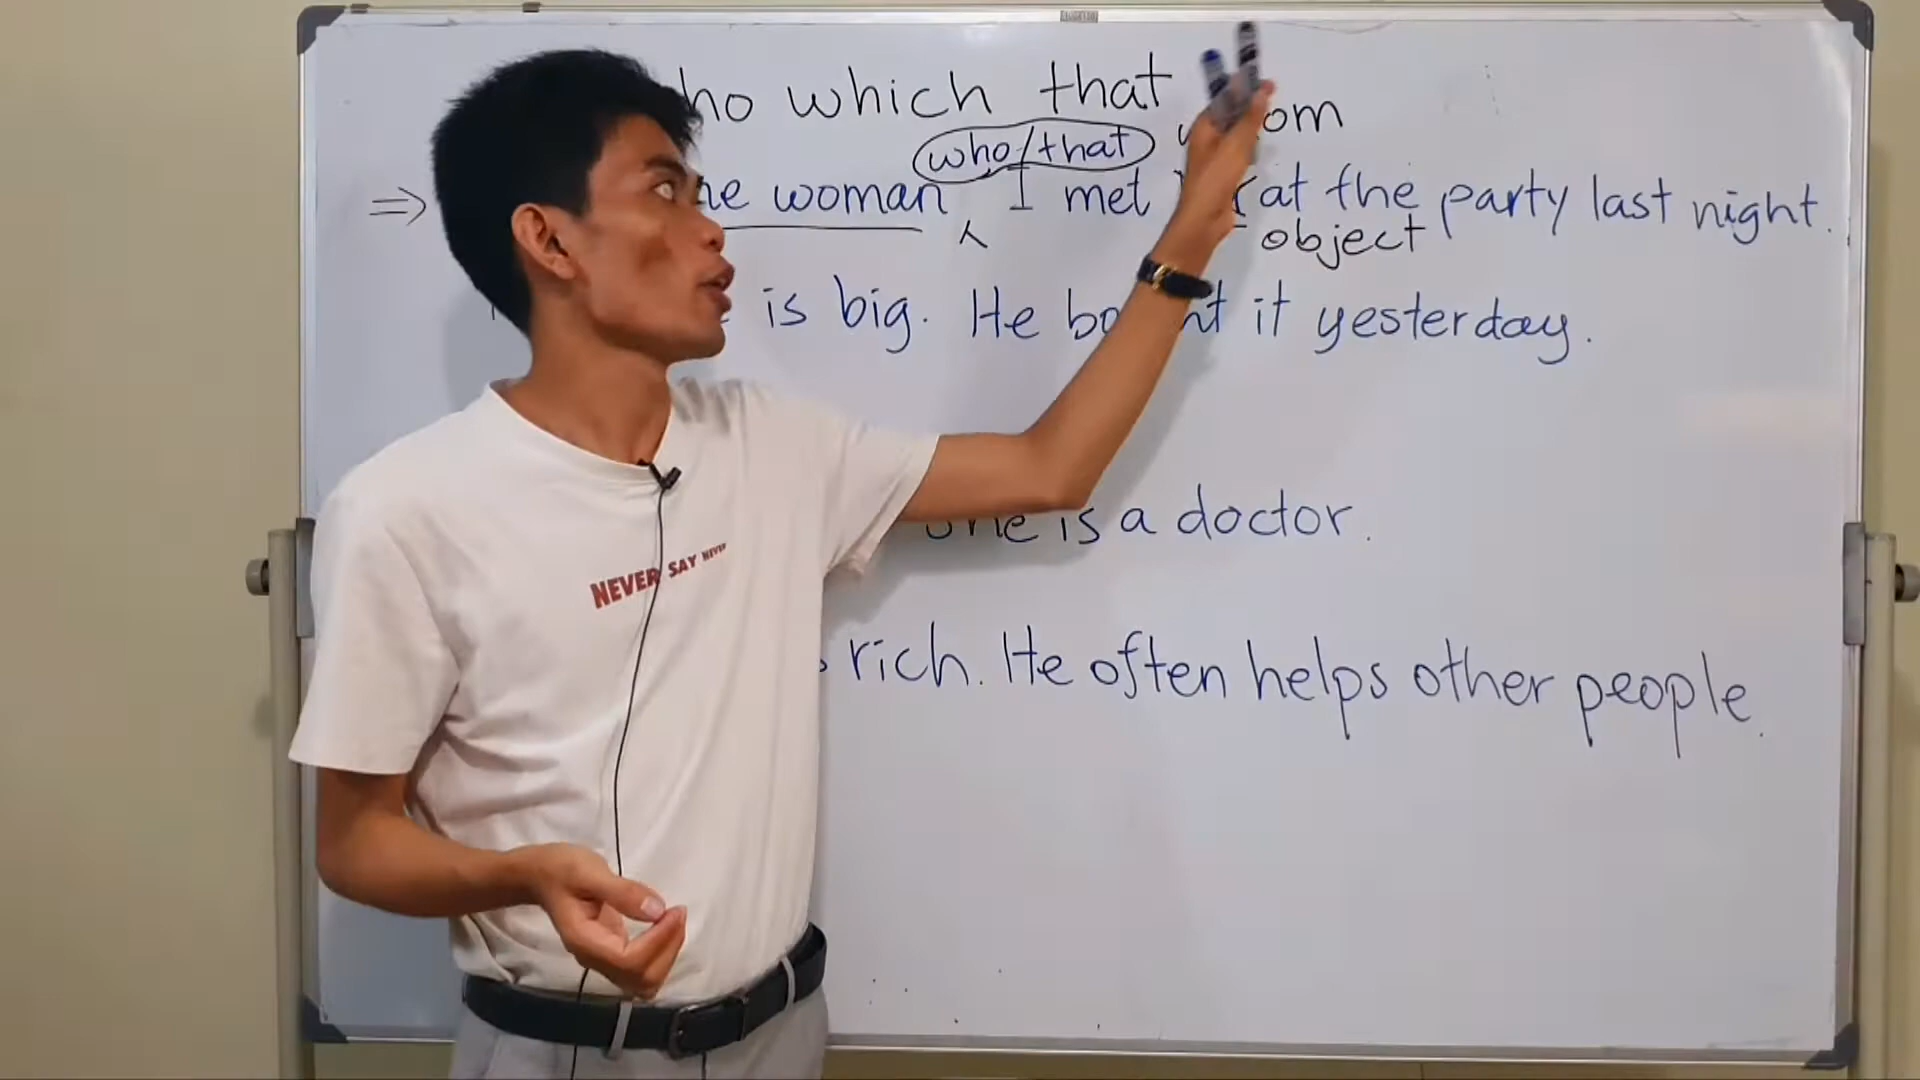 which that
who/that
woman I met at the party last night.
object
is big. He it yesterday.
is a doctor.
rich. He often helps other people.
NEVER SAY NEVER